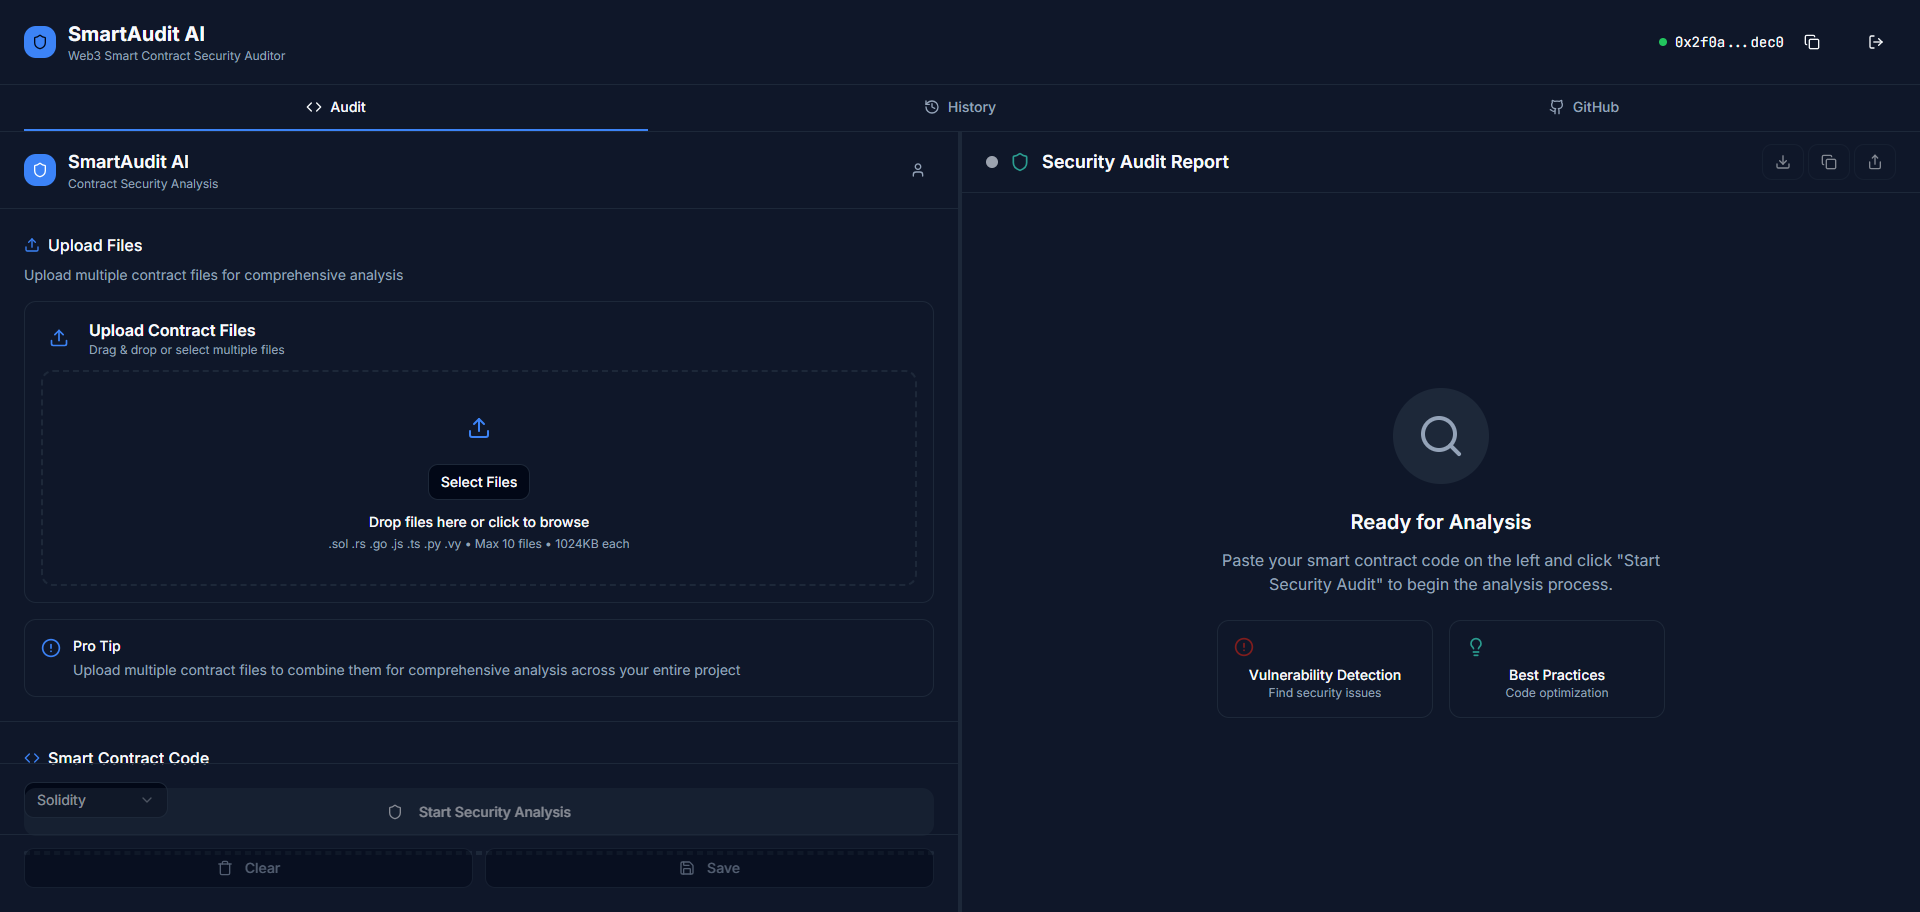 SmartAudit AI
Web3 Smart Contract Security Auditor
0x2f0a...dec0
Audit
History
GitHub
SmartAudit AI
Contract Security Analysis
Upload Files
Upload multiple contract files for comprehensive analysis
Upload Contract Files
Drag & drop or select multiple files
Select Files
Drop files here or click to browse
.sol .rs .go .js .ts .py .vy • Max 10 files • 1024KB each
Pro Tip
Upload multiple contract files to combine them for comprehensive analysis across your entire project
Smart Contract Code
Solidity
Start Security Analysis
Clear
Save
Security Audit Report
Ready for Analysis
Paste your smart contract code on the left and click "Start
Security Audit" to begin the analysis process.
Vulnerability Detection
Find security issues
Best Practices
Code optimization